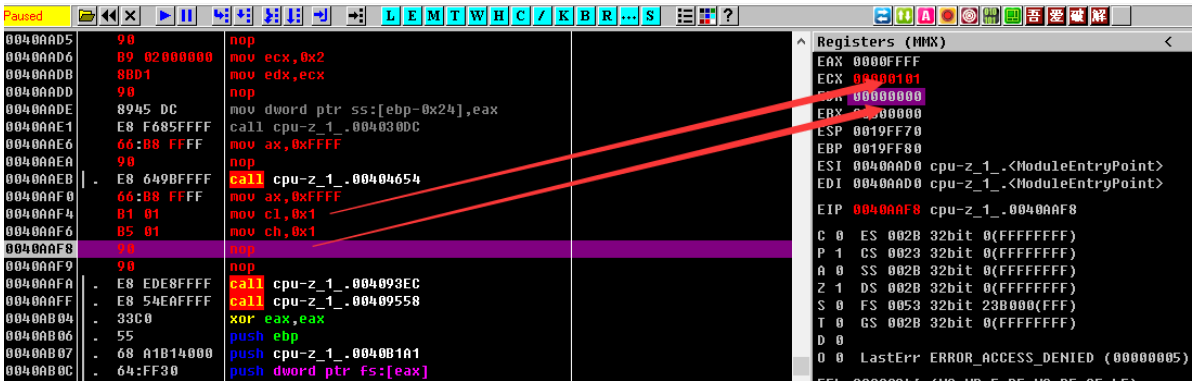 Paused
L E M T W H C / K B R ... S
?
吾 爱 破 解
0040AAD5 90 nop
0040AAD6 B9 02000000 mov ecx,0x2
0040AADB 8BD1 mov edx,ecx
0040AADD 90 nop
0040AADE 8945 DC mov dword ptr ss:[ebp-0x24],eax
0040AAE1 E8 F685FFFF call cpu-z_1_.004030DC
0040AAE6 66:B8 FFFF mov ax,0xFFFF
0040AAEA 90 nop
0040AAEB . E8 649BFFFF call cpu-z_1_.00404654
0040AAF0 66:B8 FFFF mov ax,0xFFFF
0040AAF4 B1 01 mov cl,0x1
0040AAF6 B5 01 mov ch,0x1
0040AAF8 90 nop
0040AAF9 90 nop
0040AAFA . E8 EDE8FFFF call cpu-z_1_.004093EC
0040AAFF . E8 54EAFFFF call cpu-z_1_.00409558
0040AB04 . 33C0 xor eax,eax
0040AB06 . 55 push ebp
0040AB07 . 68 A1B14000 push cpu-z_1_.0040B1A1
0040AB0C . 64:FF30 push dword ptr fs:[eax]
Registers (MMX) <
EAX 0000FFFF
ECX 00000101
EDX 00000000
EBX 00000000
ESP 0019FF70
EBP 0019FF80
ESI 0040AAD0 cpu-z_1_.<ModuleEntryPoint>
EDI 0040AAD0 cpu-z_1_.<ModuleEntryPoint>
EIP 0040AAF8 cpu-z_1_.0040AAF8
C 0 ES 002B 32bit 0(FFFFFFFF)
P 1 CS 0023 32bit 0(FFFFFFFF)
A 0 SS 002B 32bit 0(FFFFFFFF)
Z 1 DS 002B 32bit 0(FFFFFFFF)
S 0 FS 0053 32bit 23B000(FFF)
T 0 GS 002B 32bit 0(FFFFFFFF)
D 0
O 0 LastErr ERROR_ACCESS_DENIED (00000005)